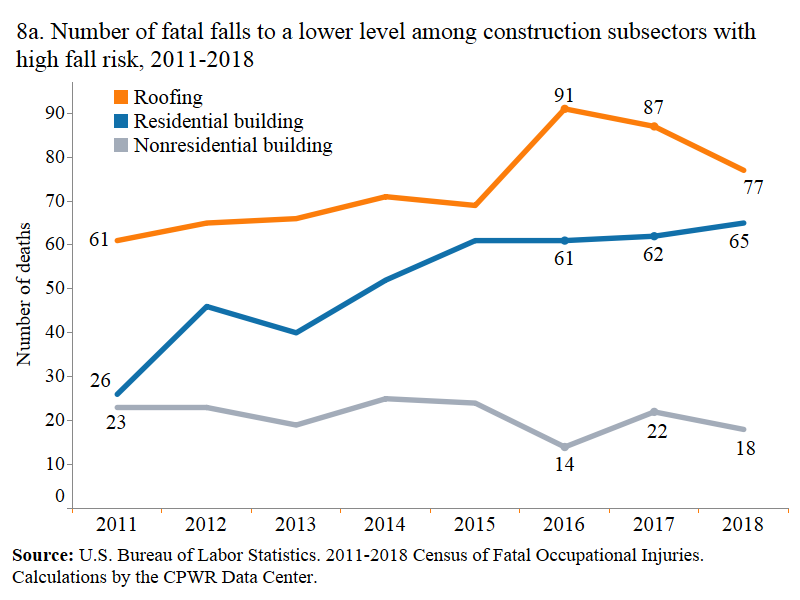 8a. Number of fatal falls to a lower level among construction subsectors with
high fall risk, 2011-2018
Roofing
Residential building
Nonresidential building
Number of deaths
90
80
70
60
50
40
30
20
10
0
61
91
87
77
26
61
62
65
23
14
22
18
2011 2012 2013 2014 2015 2016 2017 2018
Source: U.S. Bureau of Labor Statistics. 2011-2018 Census of Fatal Occupational Injuries.
Calculations by the CPWR Data Center.